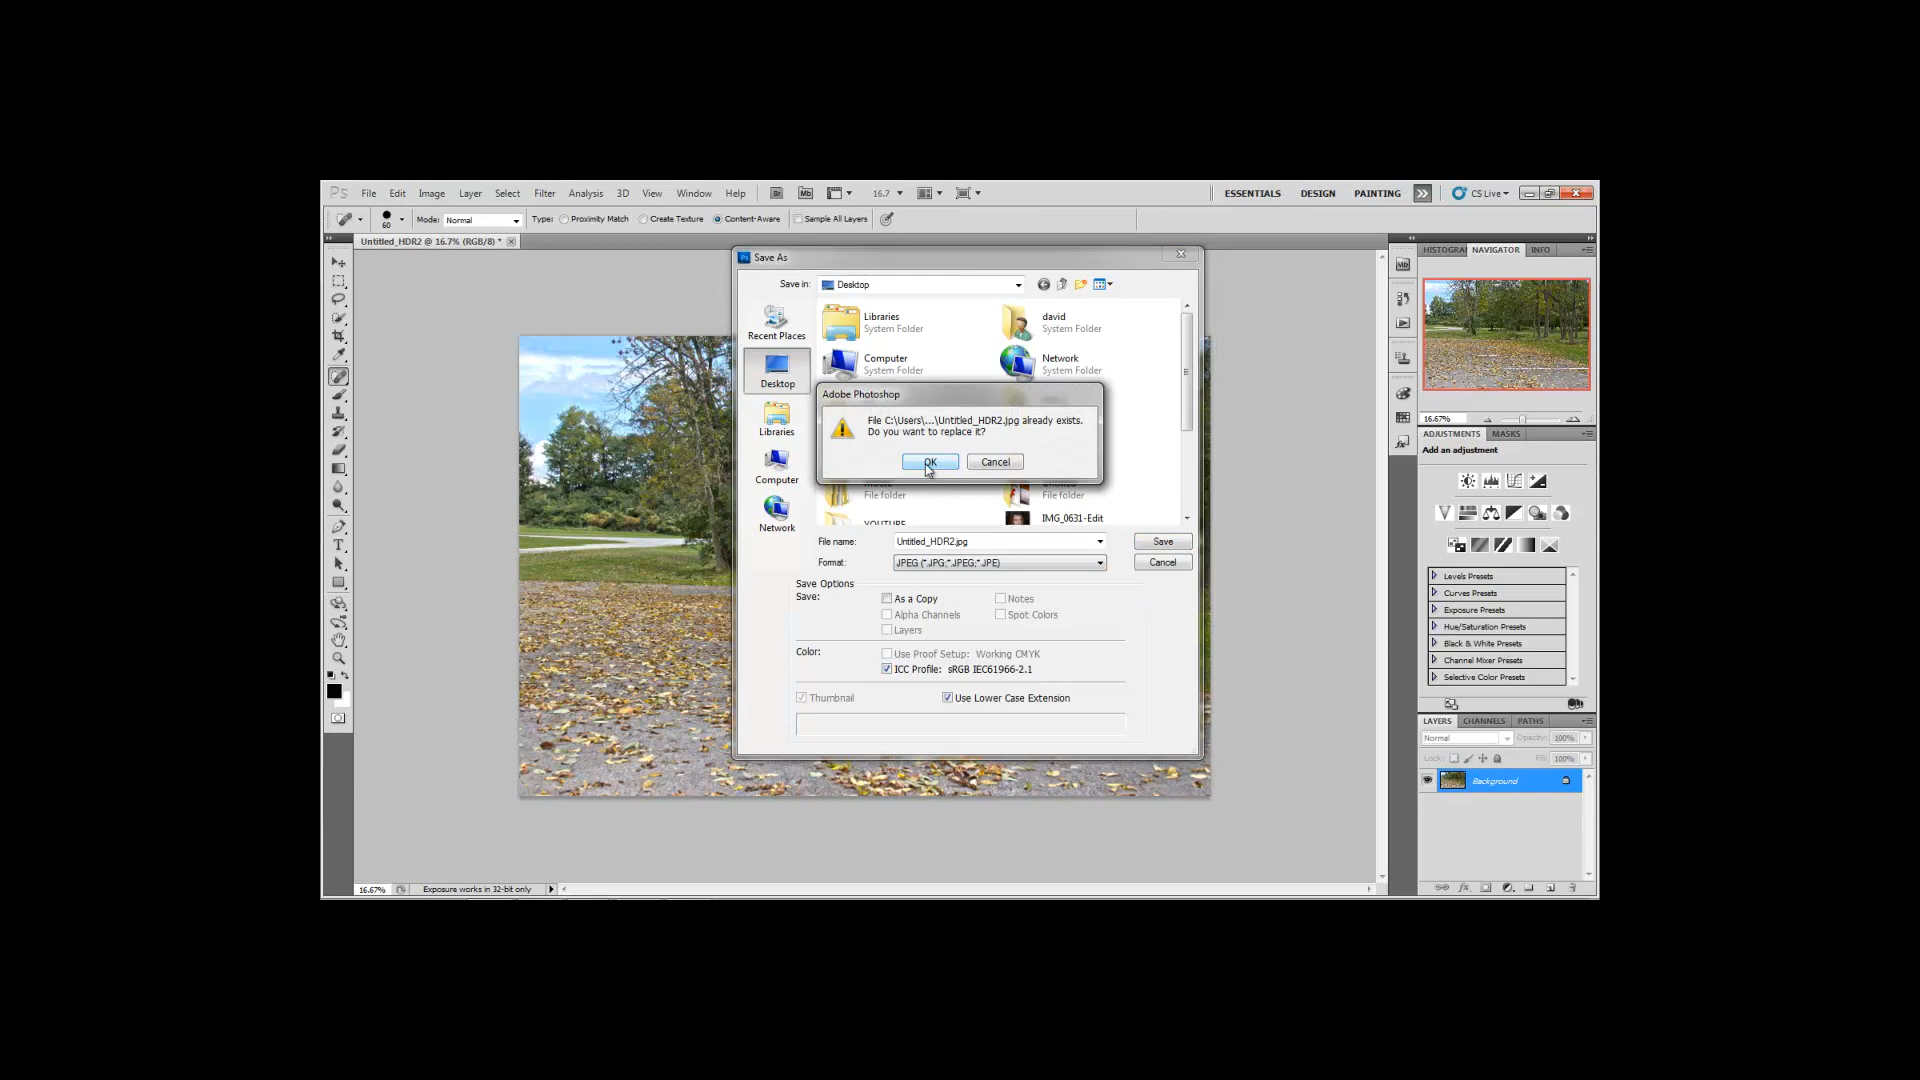 Ps File Edit Image Layer Select Filter Analysis 3D View Window Help Br Mb 16.7 ESSENTIALS DESIGN PAINTING CS Live
60 Mode: Normal Type: Proximity Match Create Texture Content-Aware Sample All Layers
Untitled_HDR2 @ 16.7% (RGB/8) *
Save As
Save in: Desktop
Recent Places
Desktop
Libraries
Computer
Network
Libraries
System Folder
david
System Folder
Computer
System Folder
Network
System Folder
Adobe Photoshop
File C:\Users\...\Untitled_HDR2.jpg already exists.
Do you want to replace it?
OK Cancel
File folder
File folder
YOUTUBE
IMG_0631-Edit
File name: Untitled_HDR2.jpg Save
Format: JPEG (*.JPG;*.JPEG;*.JPE) Cancel
Save Options
Save: As a Copy Notes
Alpha Channels Spot Colors
Layers
Color: Use Proof Setup: Working CMYK
ICC Profile: sRGB IEC61966-2.1
Thumbnail Use Lower Case Extension
HISTOGRA NAVIGATOR INFO
Mb
16.67%
ADJUSTMENTS MASKS
Add an adjustment
Levels Presets
Curves Presets
Exposure Presets
Hue/Saturation Presets
Black & White Presets
Channel Mixer Presets
Selective Color Presets
LAYERS CHANNELS PATHS
Normal Opacity: 100%
Lock: Fill: 100%
Background
16.67% Exposure works in 32-bit only